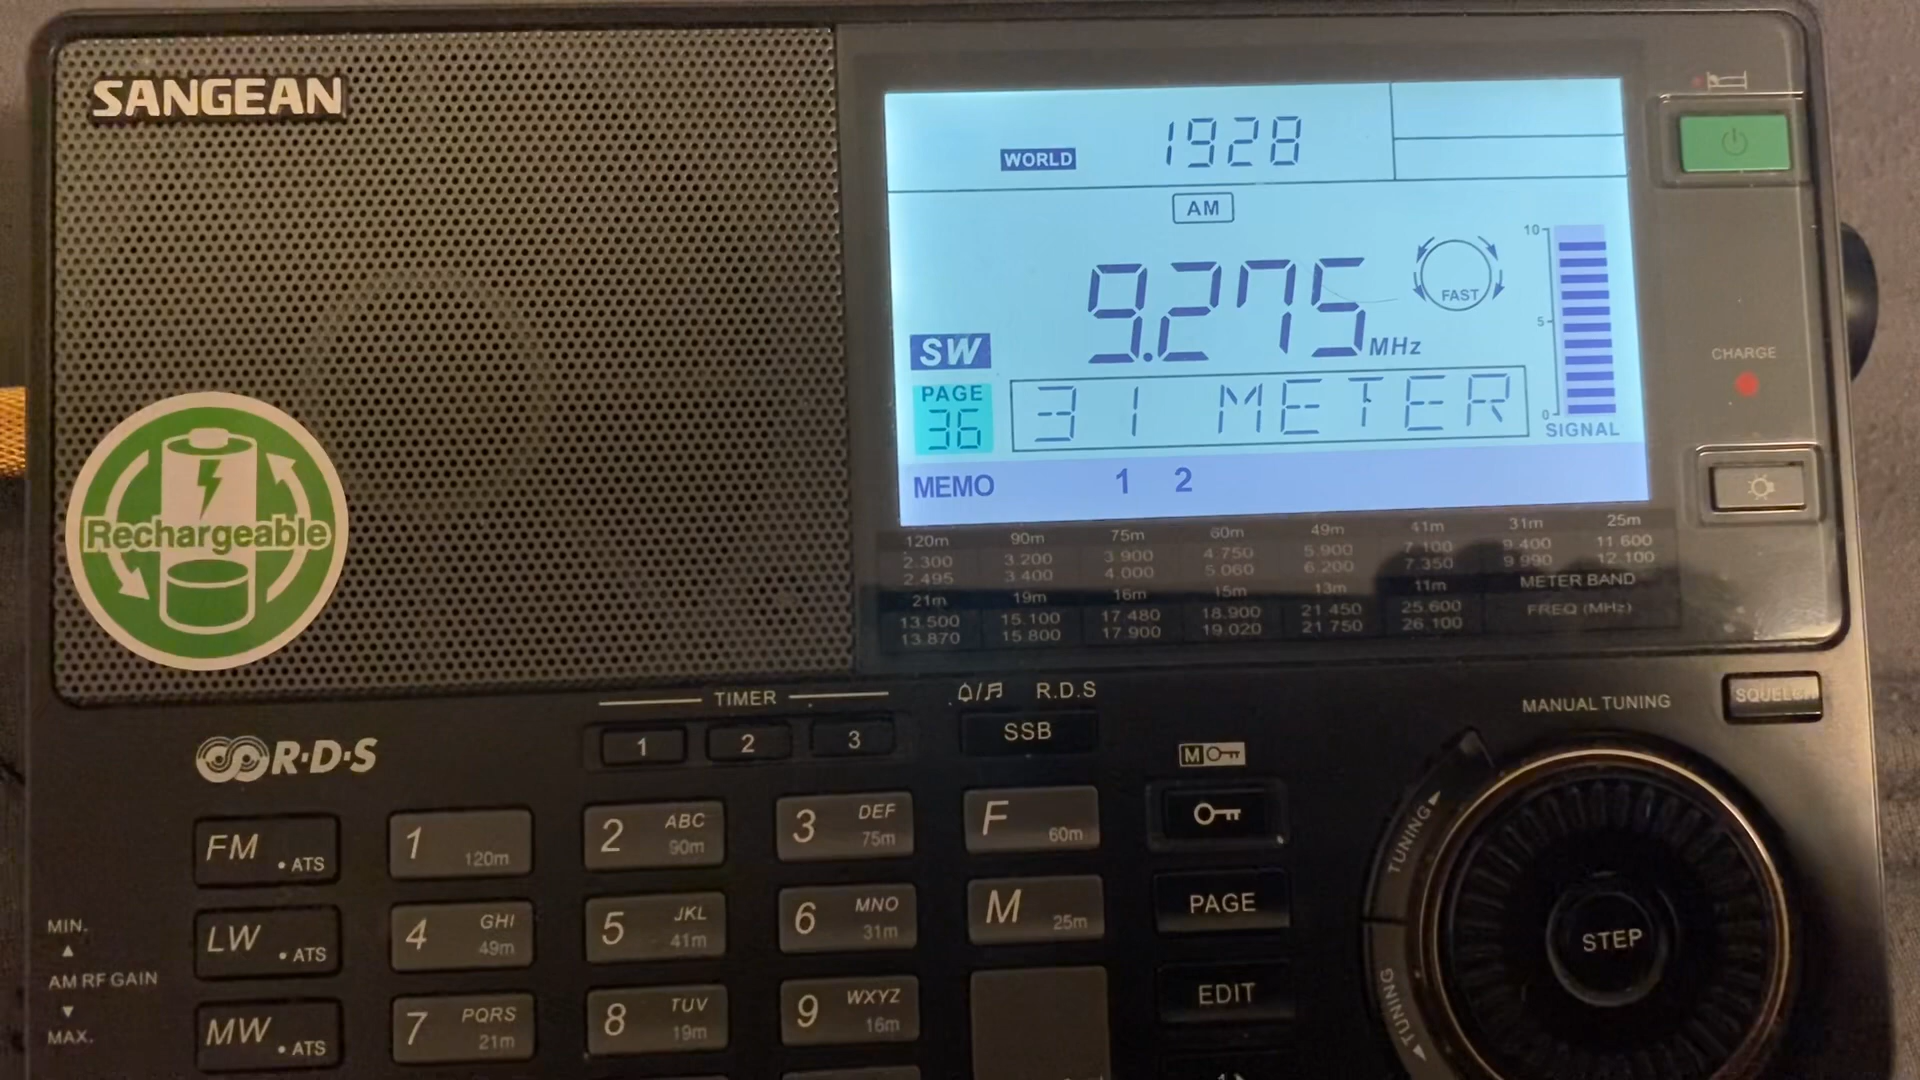 SANGEAN
WORLD 1928
AM
9.275 MHz
FAST
10
5
0
SIGNAL
SW
PAGE
36
31 METER
MEMO 1 2
CHARGE
Rechargeable
120m 90m 75m 60m 49m 41m 31m 25m
2.300 3.200 3.900 4.750 5.900 7.100 9.400 11.600
2.495 3.400 4.000 5.060 6.200 7.350 9.990 12.100
21m 19m 16m 15m 13m 11m METER BAND
13.500 15.100 17.480 18.900 21.450 25.600 FREQ (MHz)
13.870 15.800 17.900 19.020 21.750 26.100
TIMER
1 2 3
R.D.S
SSB
MANUAL TUNING
SQUELCH
R·D·S
M
FM • ATS
1 120m
2 ABC 90m
3 DEF 75m
F 60m
TUNING
MIN.
AM RF GAIN
MAX.
LW • ATS
4 GHI 49m
5 JKL 41m
6 MNO 31m
M 25m
PAGE
STEP
MW • ATS
7 PQRS 21m
8 TUV 19m
9 WXYZ 16m
EDIT
TUNING